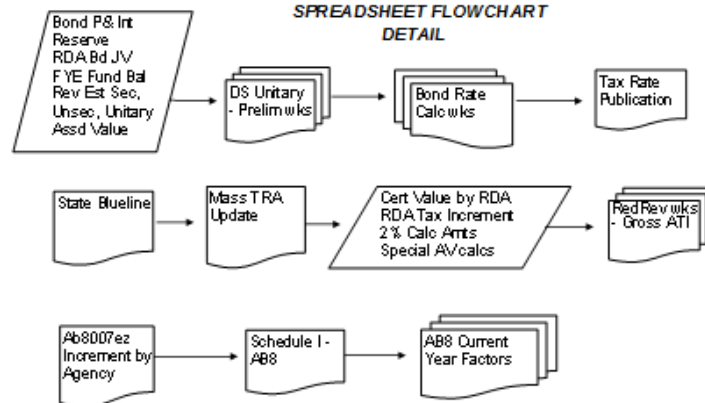 SPREADSHEET FLOWCHART
DETAIL
Bond P& Int
Reserve
RDA Bd JV
FYE Fund Bal
Rev Est Sec,
Unsec, Unitary
Assd Value
DS Unitary
- Prelim wks
Bond Rate
Calc wks
Tax Rate
Publication
State Blueline
Mass TRA
Update
Cert Value by RDA
RDA Tax Increment
2% Calc Amts
Special AV calcs
Red Rev wks
- Gross ATI
Ab8007ez
Increment by
Agency
Schedule I -
AB8
AB8 Current
Year Factors